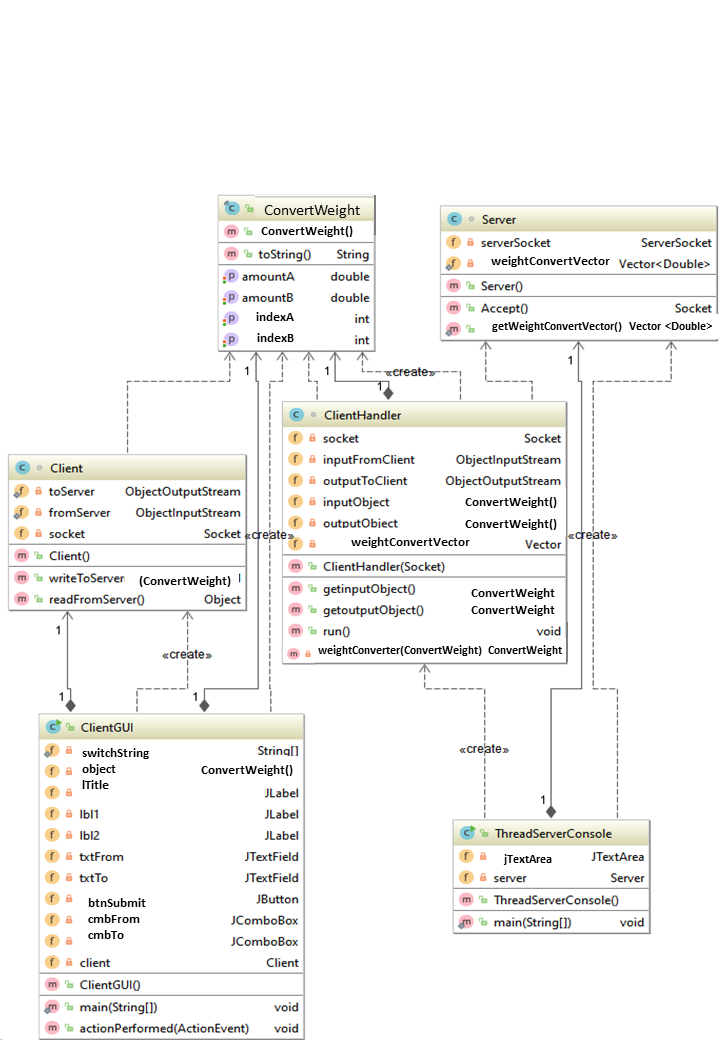 ConvertWeight
ConvertWeight()
toString() String
amountA double
amountB double
indexA int
indexB int
Server
serverSocket ServerSocket
weightConvertVector Vector<Double>
Server()
Accept() Socket
getWeightConvertVector() Vector <Double>
1
1
«create»
1
1
ClientHandler
socket Socket
inputFromClient ObjectInputStream
outputToClient ObjectOutputStream
inputObject ConvertWeight()
outputObject ConvertWeight()
weightConvertVector Vector
ClientHandler(Socket)
getinputObject() ConvertWeight
getoutputObject() ConvertWeight
run() void
weightConverter(ConvertWeight) ConvertWeight
Client
toServer ObjectOutputStream
fromServer ObjectInputStream
socket Socket
Client()
writeToServer (ConvertWeight)
readFromServer() Object
«create»
«create»
1
«create»
1
1
«create»
1
ClientGUI
switchString String[]
object ConvertWeight()
lTitle JLabel
lbl1 JLabel
lbl2 JLabel
txtFrom JTextField
txtTo JTextField
btnSubmit JButton
cmbFrom JComboBox
cmbTo JComboBox
client Client
ClientGUI()
main(String[]) void
actionPerformed(ActionEvent) void
ThreadServerConsole
jTextArea JTextArea
server Server
ThreadServerConsole()
main(String[]) void